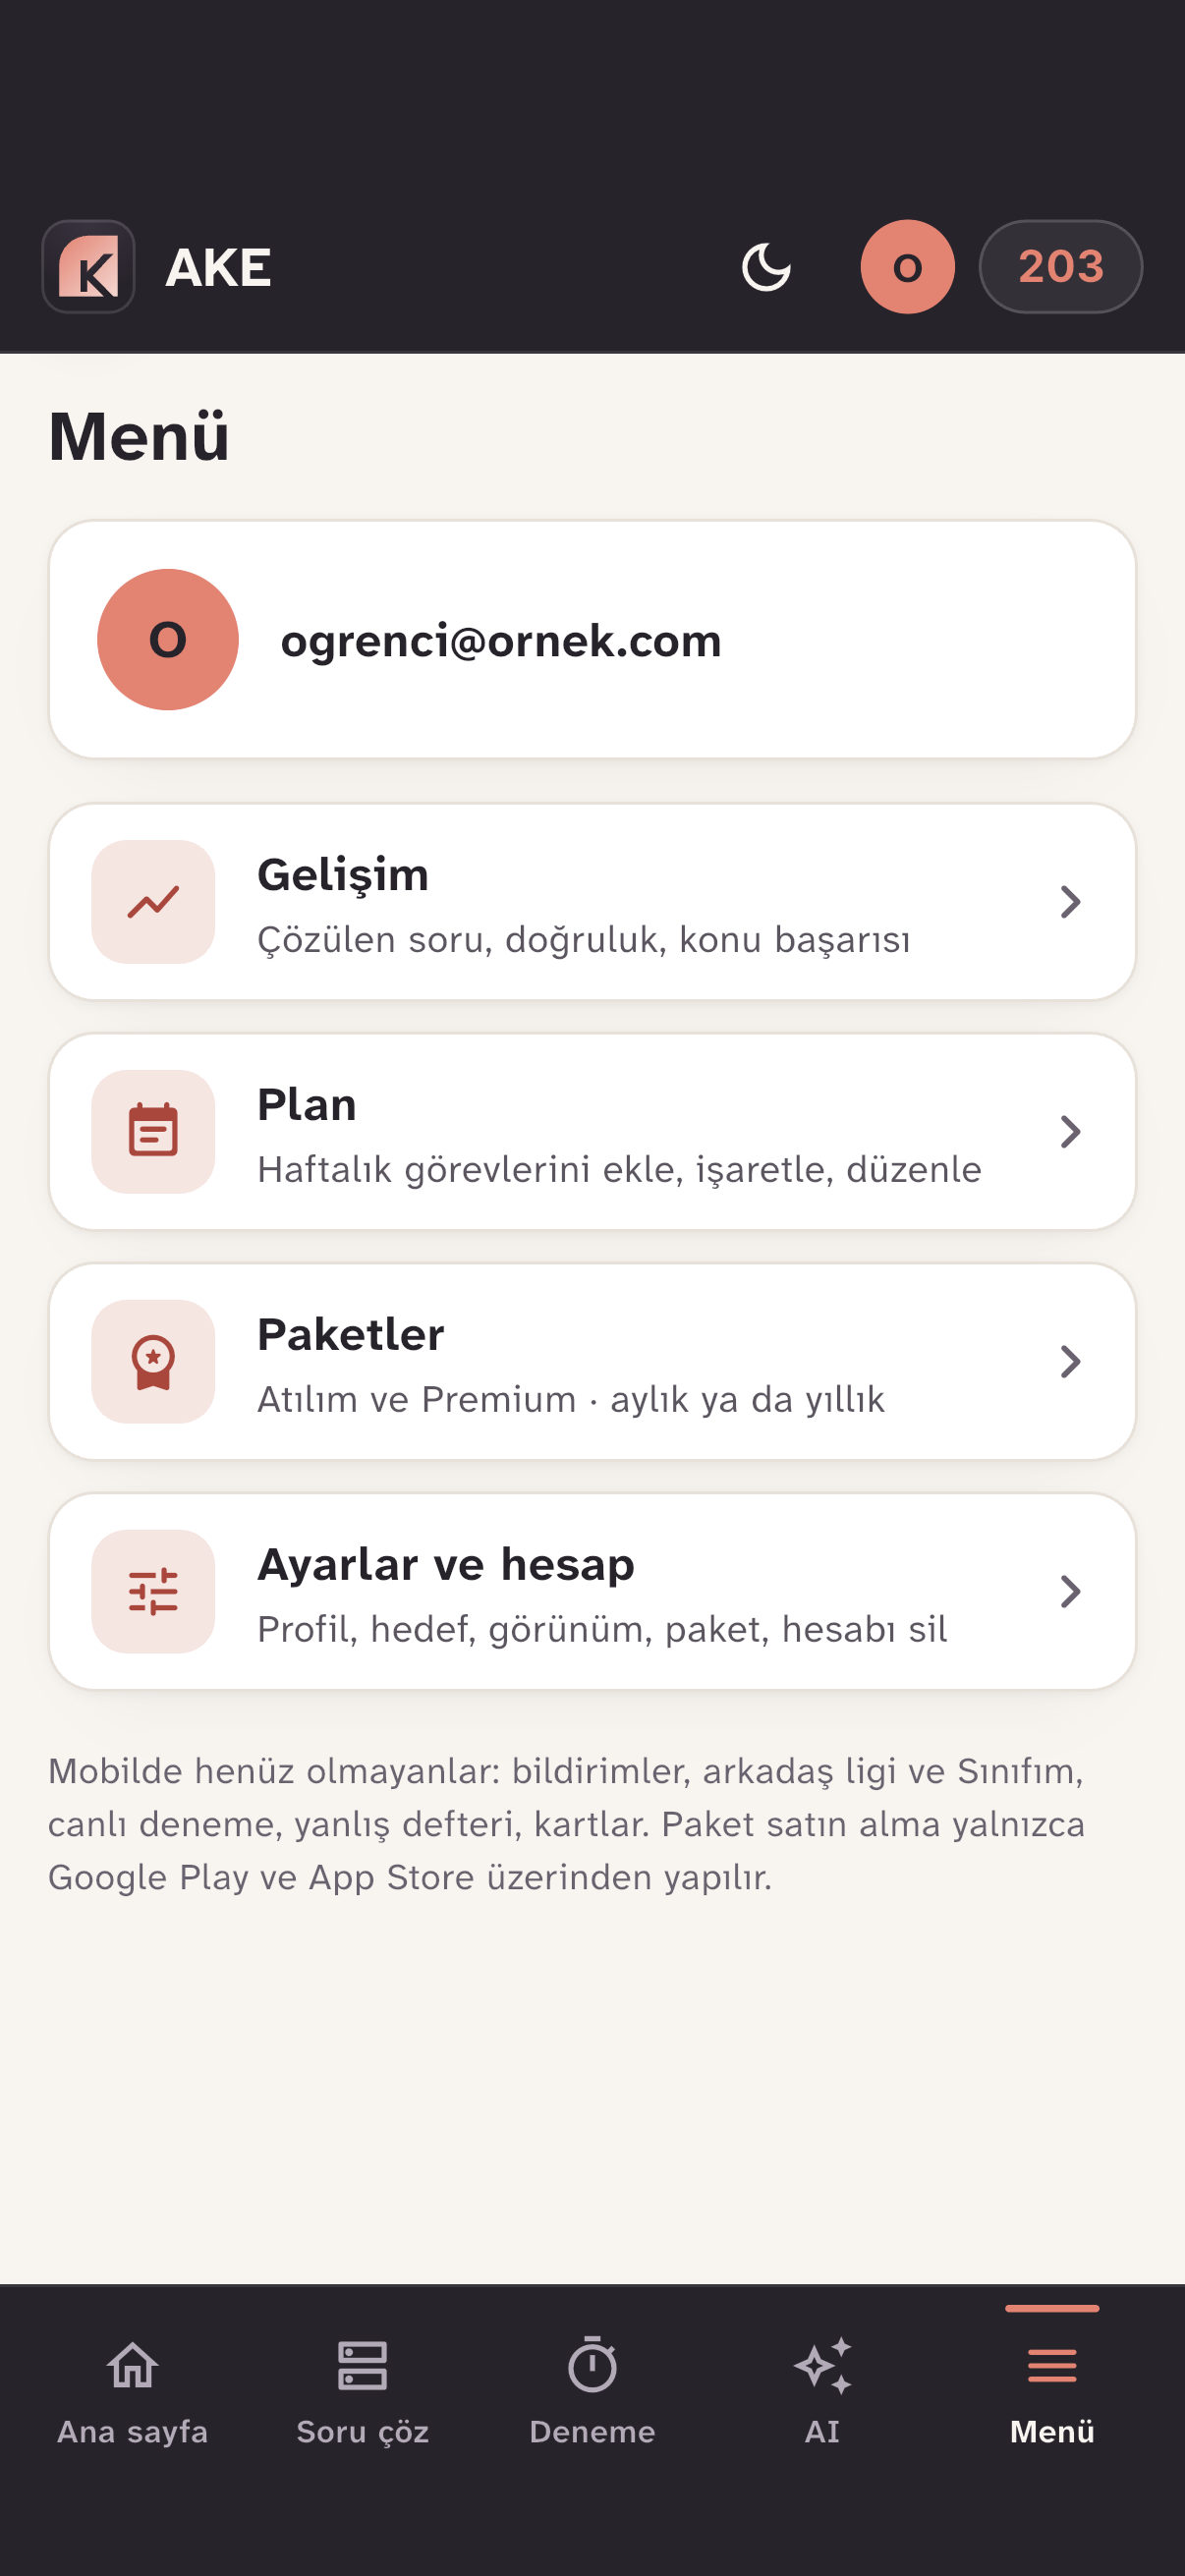 K AKE O 203
Menü
O ogrenci@ornek.com
Gelişim
Çözülen soru, doğruluk, konu başarısı
Plan
Haftalık görevlerini ekle, işaretle, düzenle
Paketler
Atılım ve Premium · aylık ya da yıllık
Ayarlar ve hesap
Profil, hedef, görünüm, paket, hesabı sil
Mobilde henüz olmayanlar: bildirimler, arkadaş ligi ve Sınıfım,
canlı deneme, yanlış defteri, kartlar. Paket satın alma yalnızca
Google Play ve App Store üzerinden yapılır.
Ana sayfa Soru çöz Deneme AI Menü